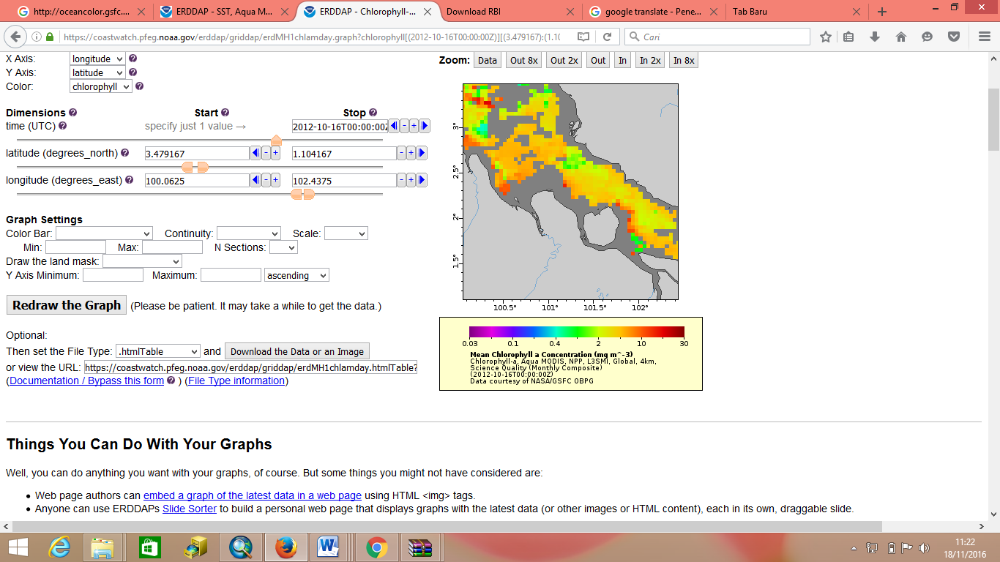 http://oceancolor.gsfc....
ERDDAP - SST, Aqua M...
ERDDAP - Chlorophyll-...
Download RBI
google translate - Pene...
Tab Baru
https://coastwatch.pfeg.noaa.gov/erddap/griddap/erdMH1chlamday.graph?chlorophyll[(2012-10-16T00:00:00Z)][(3.479167):(1.10
Cari
X Axis: longitude
Y Axis: latitude
Color: chlorophyll
Dimensions Start Stop
time (UTC) specify just 1 value → 2012-10-16T00:00:00Z
latitude (degrees_north) 3.479167 - + 1.104167 - +
longitude (degrees_east) 100.0625 - + 102.4375 - +
Graph Settings
Color Bar: Continuity: Scale:
Min: Max: N Sections:
Draw the land mask:
Y Axis Minimum: Maximum: ascending
Redraw the Graph (Please be patient. It may take a while to get the data.)
Optional:
Then set the File Type: .htmlTable and Download the Data or an Image
or view the URL: https://coastwatch.pfeg.noaa.gov/erddap/griddap/erdMH1chlamday.htmlTable?
(Documentation / Bypass this form ) (File Type information)
Zoom: Data Out 8x Out 2x Out In In 2x In 8x
3°
2.5°
2°
1.5°
100.5° 101° 101.5° 102°
0.03 0.1 0.4 2 10 30
Mean Chlorophyll a Concentration (mg m^-3)
Chlorophyll-a, Aqua MODIS, NPP, L3SMI, Global, 4km,
Science Quality (Monthly Composite)
(2012-10-16T00:00:00Z)
Data courtesy of NASA/GSFC OBPG
Things You Can Do With Your Graphs
Well, you can do anything you want with your graphs, of course. But some things you might not have considered are:
• Web page authors can embed a graph of the latest data in a web page using HTML <img> tags.
• Anyone can use ERDDAPs Slide Sorter to build a personal web page that displays graphs with the latest data (or other images or HTML content), each in its own, draggable slide.
11:22
18/11/2016